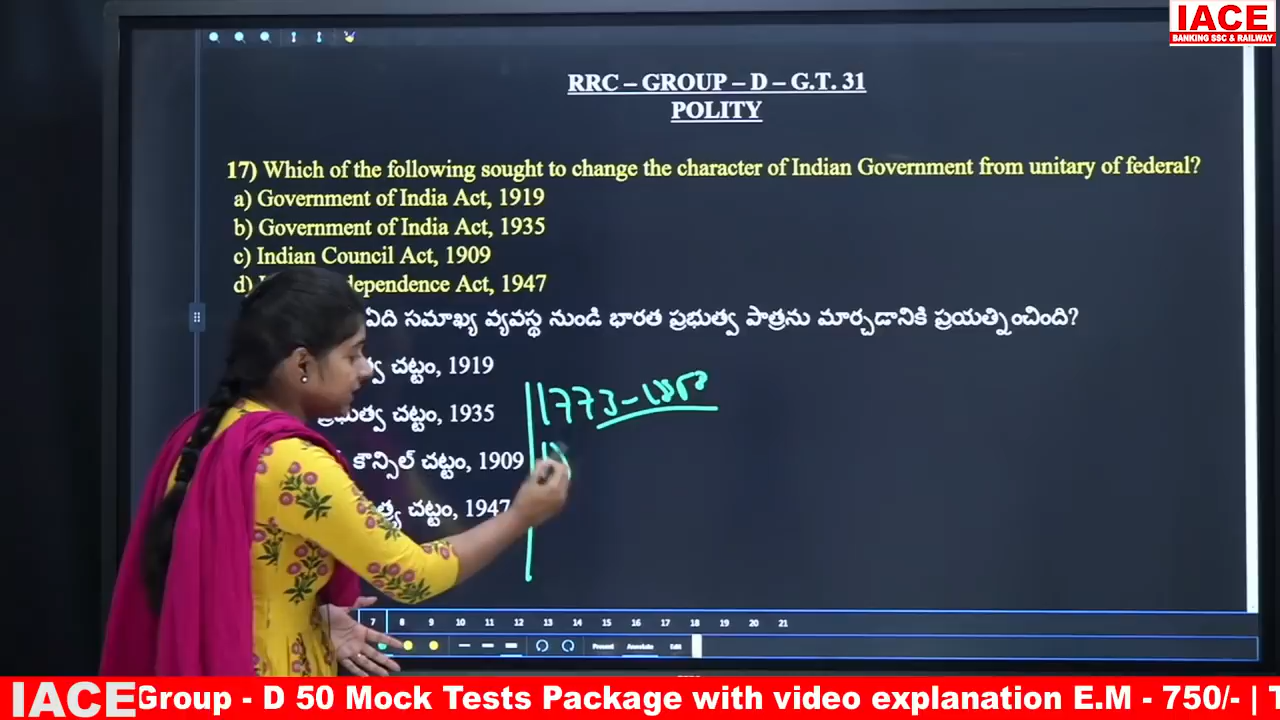 IACE
BANKING SSC & RAILWAY
RRC – GROUP – D – G.T. 31
POLITY
17) Which of the following sought to change the character of Indian Government from unitary of federal?
a) Government of India Act, 1919
b) Government of India Act, 1935
c) Indian Council Act, 1909
d) dependence Act, 1947
ఏది సమాఖ్య వ్యవస్థ నుండి భారత ప్రభుత్వ పాత్రను మార్చడానికి ప్రయత్నించింది?
చట్టం, 1919
ప్రభుత్వ చట్టం, 1935
కౌన్సిల్ చట్టం, 1909
చట్టం, 1947
1773 – 1858
7 8 9 10 11 12 13 14 15 16 17 18 19 20 21
Present Annotate Edit
IACE Group - D 50 Mock Tests Package with video explanation E.M - 750/- | T